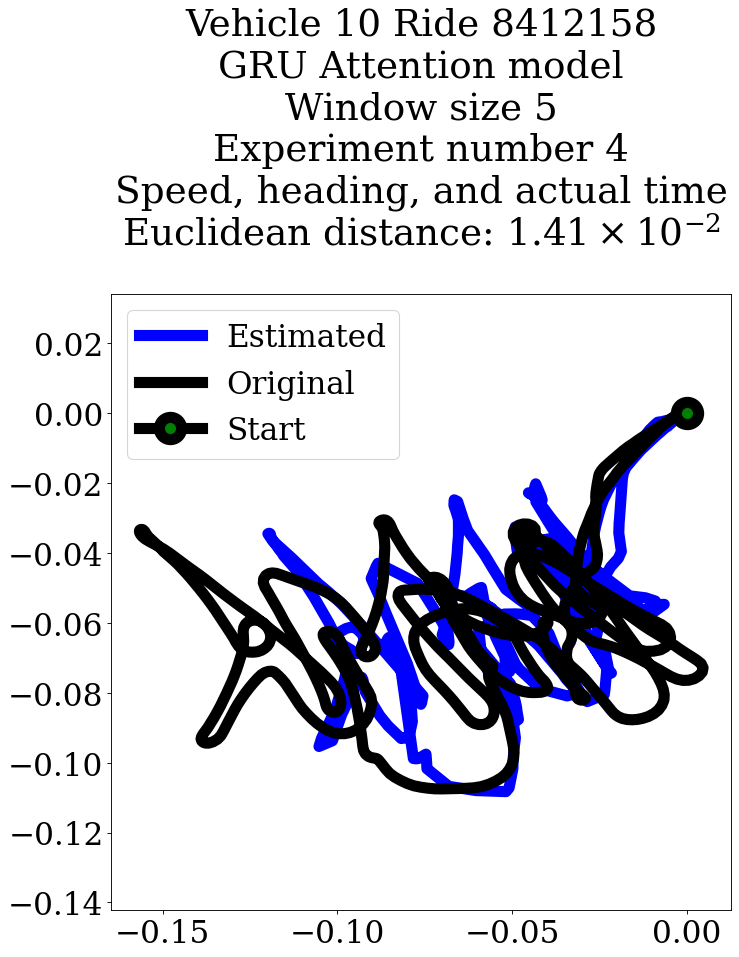 Vehicle 10 Ride 8412158
GRU Attention model
Window size 5
Experiment number 4
Speed, heading, and actual time
Euclidean distance: 1.41 × 10⁻²
Estimated
Original
Start
0.02
0.00
−0.02
−0.04
−0.06
−0.08
−0.10
−0.12
−0.14
−0.15
−0.10
−0.05
0.00